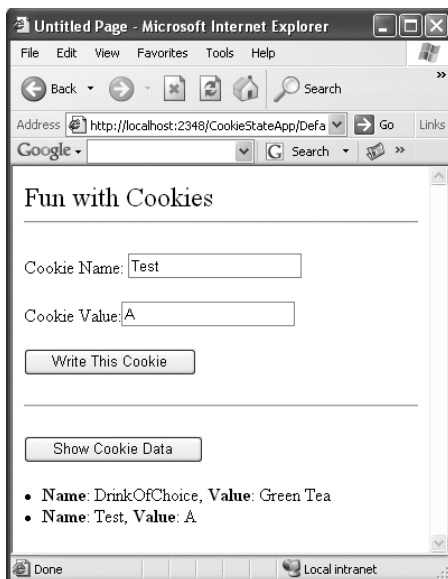 Untitled Page - Microsoft Internet Explorer
File Edit View Favorites Tools Help
Back Search »
Address http://localhost:2348/CookieStateApp/Defa Go Links
Google Search »
Fun with Cookies
Cookie Name: Test
Cookie Value: A
Write This Cookie
Show Cookie Data
• Name: DrinkOfChoice, Value: Green Tea
• Name: Test, Value: A
Done Local intranet